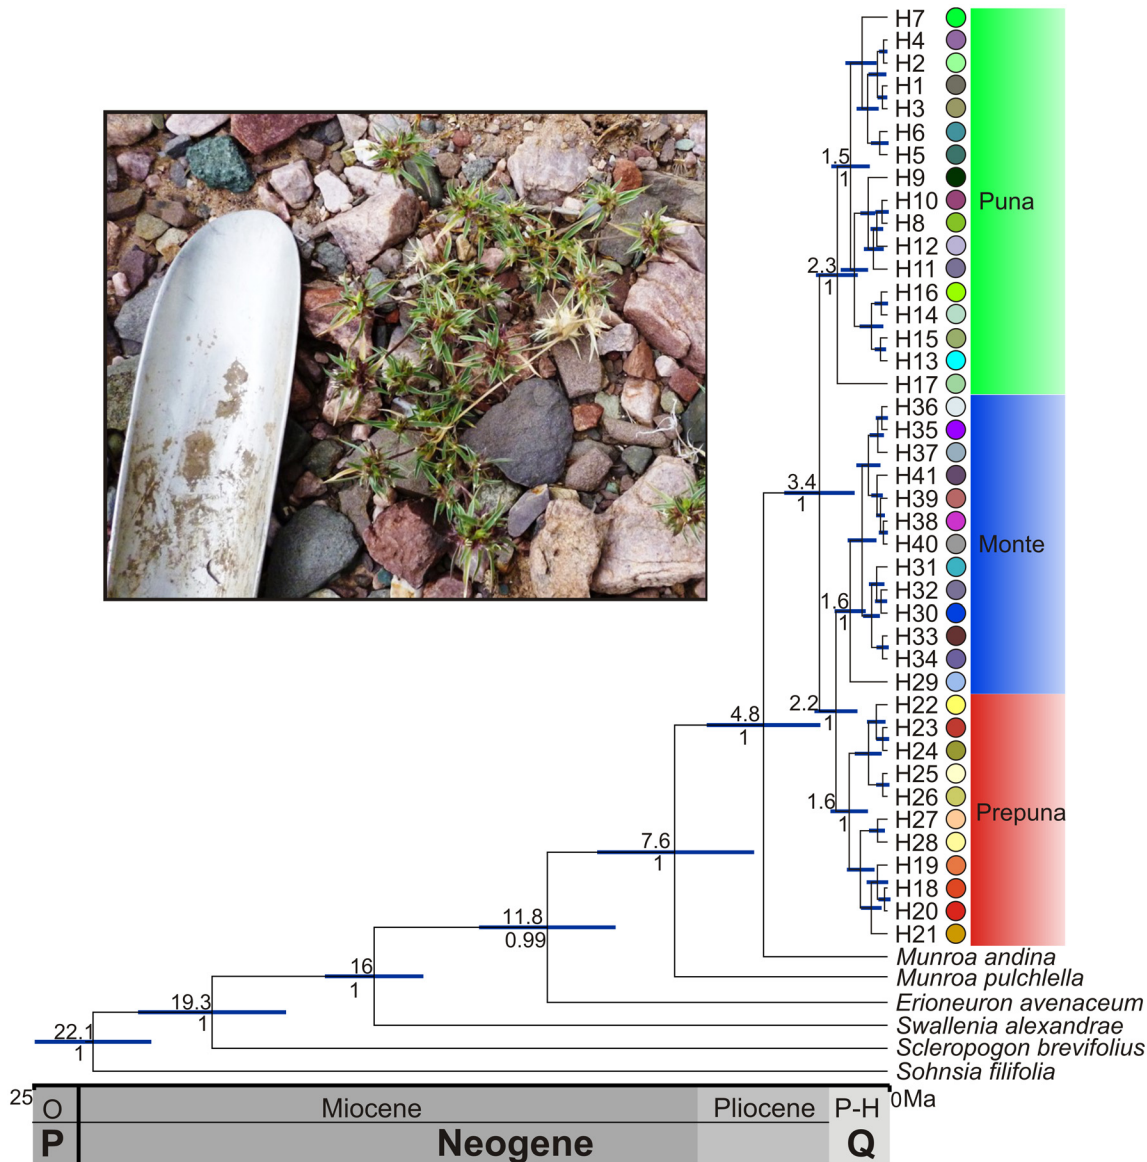 H7
H4
H2
H1
H3
H6
H5
1.5
1
H9
H10
Puna
H8
H12
H11
2.3
1
H16
H14
H15
H13
H17
H36
H35
H37
H41
3.4
1
H39
H38
H40
Monte
H31
H32
1.6
1
H30
H33
H34
H29
2.2
1
H22
4.8
1
H23
H24
H25
H26
1.6
1
Prepuna
H27
H28
7.6
1
H19
H18
H20
11.8
0.99
H21
Munroa andina
16
1
Munroa pulchlella
19.3
1
Erioneuron avenaceum
22.1
1
Swallenia alexandrae
Scleropogon brevifolius
Sohnsia filifolia
25
0Ma
O Miocene Pliocene P-H
P Neogene Q